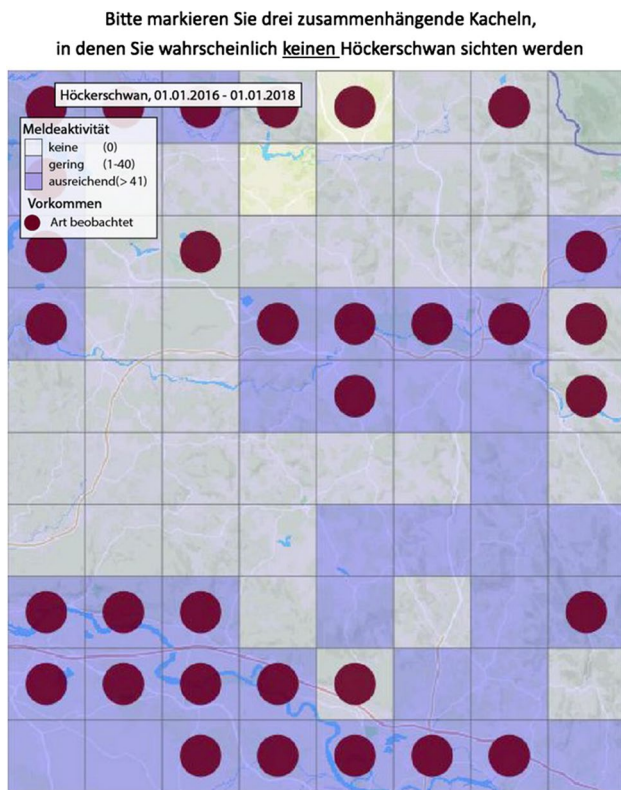 Bitte markieren Sie drei zusammenhängende Kacheln,
in denen Sie wahrscheinlich keinen Höckerschwan sichten werden
Höckerschwan, 01.01.2016 - 01.01.2018
Meldeaktivität
keine (0)
gering (1-40)
ausreichend(> 41)
Vorkommen
Art beobachtet